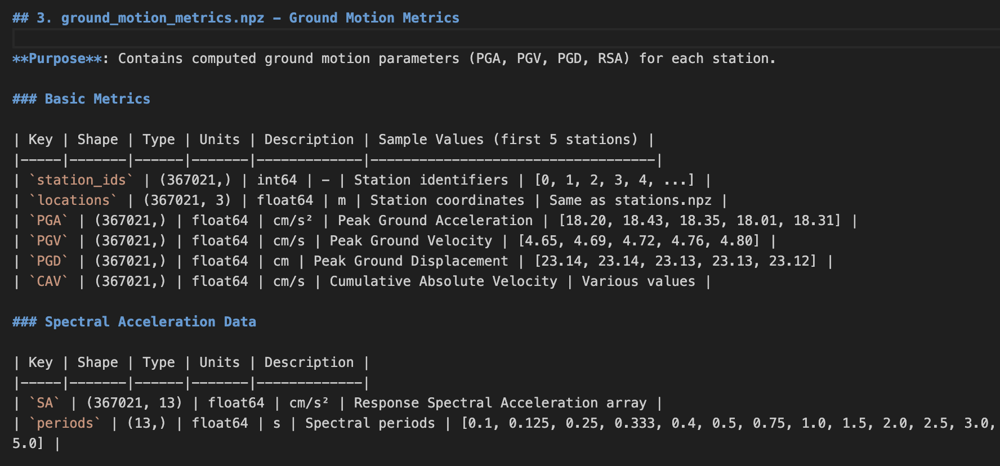 ## 3. ground_motion_metrics.npz - Ground Motion Metrics
**Purpose**: Contains computed ground motion parameters (PGA, PGV, PGD, RSA) for each station.
### Basic Metrics
| Key | Shape | Type | Units | Description | Sample Values (first 5 stations) |
|-----|-------|------|-------|-------------|-----------------------------------|
| `station_ids` | (367021,) | int64 | - | Station identifiers | [0, 1, 2, 3, 4, ...] |
| `locations` | (367021, 3) | float64 | m | Station coordinates | Same as stations.npz |
| `PGA` | (367021,) | float64 | cm/s² | Peak Ground Acceleration | [18.20, 18.43, 18.35, 18.01, 18.31] |
| `PGV` | (367021,) | float64 | cm/s | Peak Ground Velocity | [4.65, 4.69, 4.72, 4.76, 4.80] |
| `PGD` | (367021,) | float64 | cm | Peak Ground Displacement | [23.14, 23.14, 23.13, 23.13, 23.12] |
| `CAV` | (367021,) | float64 | cm/s | Cumulative Absolute Velocity | Various values |
### Spectral Acceleration Data
| Key | Shape | Type | Units | Description |
|-----|-------|------|-------|-------------|
| `SA` | (367021, 13) | float64 | cm/s² | Response Spectral Acceleration array |
| `periods` | (13,) | float64 | s | Spectral periods | [0.1, 0.125, 0.25, 0.333, 0.4, 0.5, 0.75, 1.0, 1.5, 2.0, 2.5, 3.0,
5.0] |